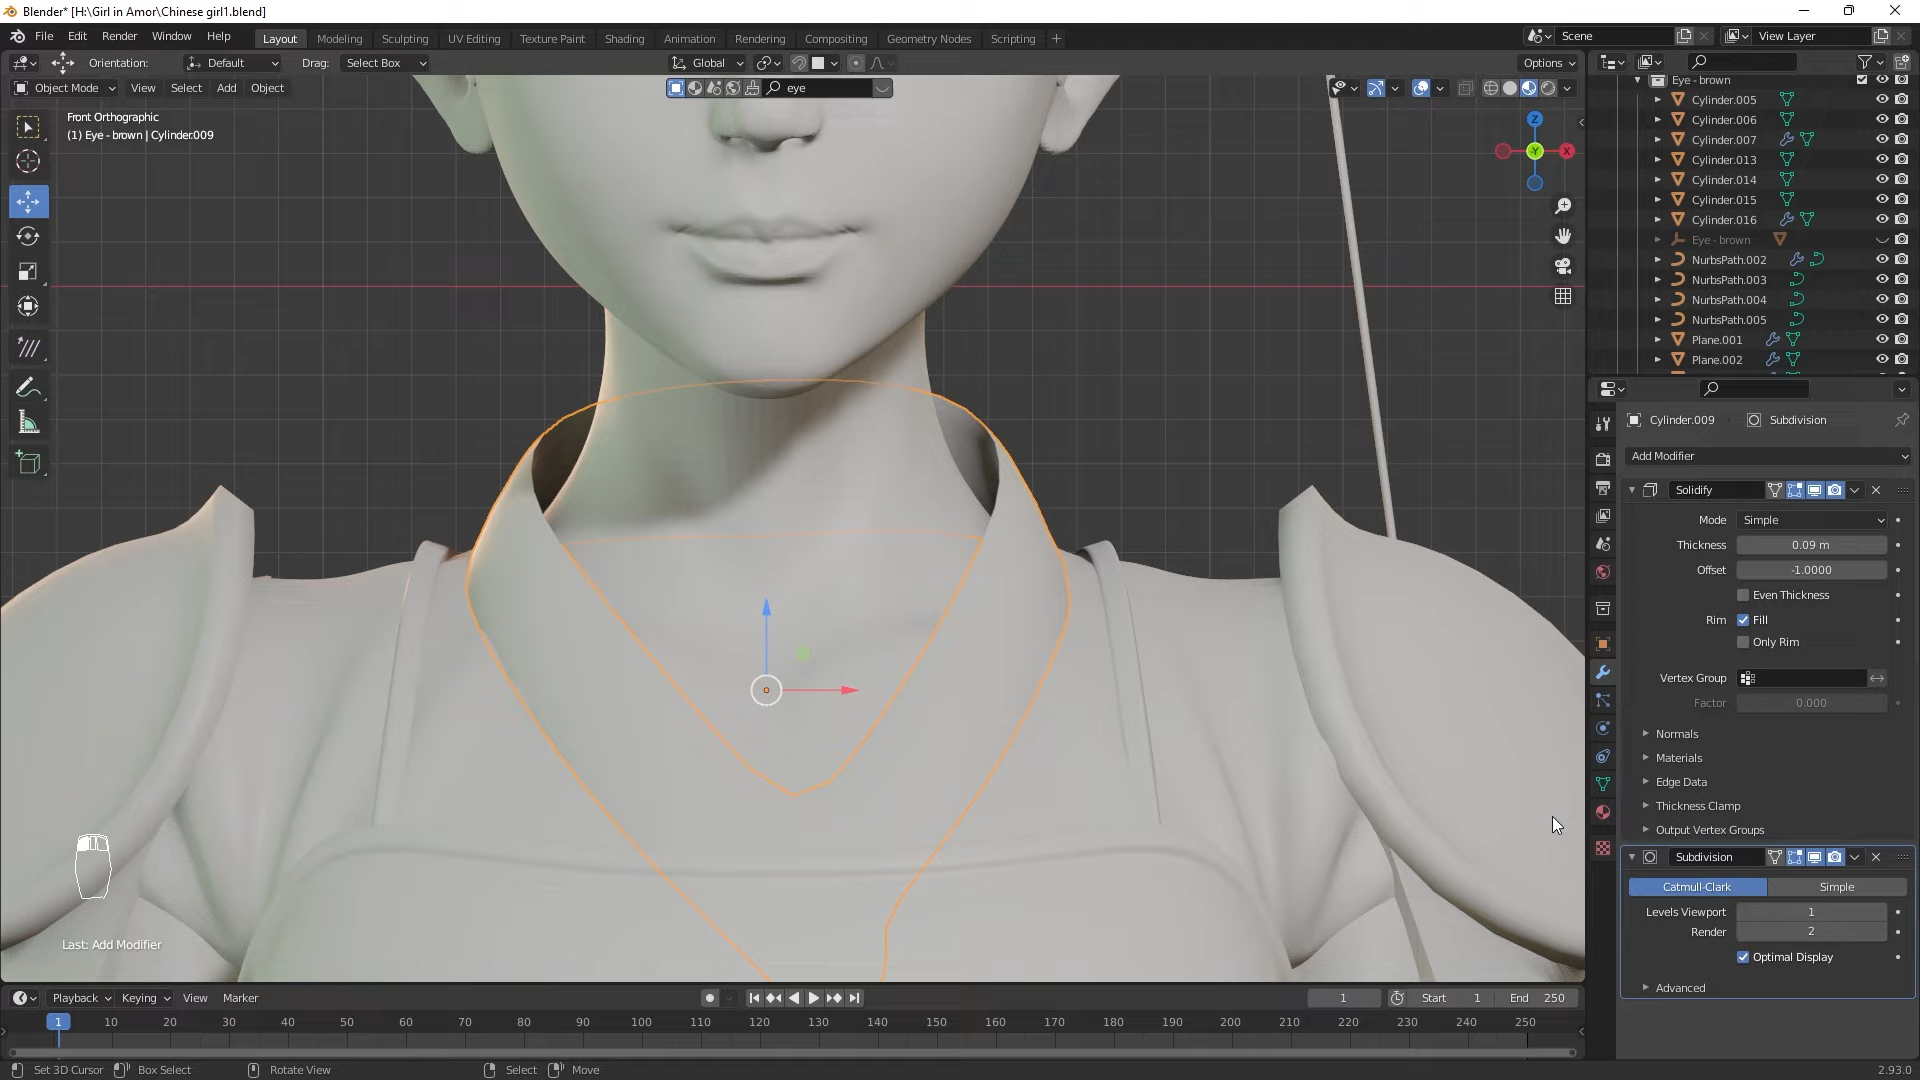 Blender* [H:\Girl in Amor\Chinese girl1.blend]
File Edit Render Window Help
Layout Modeling Sculpting UV Editing Texture Paint Shading Animation Rendering Compositing Geometry Nodes Scripting +
Scene
View Layer
Orientation: Default Drag: Select Box
Global
Options
Object Mode View Select Add Object
eye
Front Orthographic
(1) Eye - brown | Cylinder.009
Z
Y
X
Eye - brown
Cylinder.005
Cylinder.006
Cylinder.007
Cylinder.013
Cylinder.014
Cylinder.015
Cylinder.016
Eye - brown
NurbsPath.002
NurbsPath.003
NurbsPath.004
NurbsPath.005
Plane.001
Plane.002
Cylinder.009 Subdivision
Add Modifier
Solidify
Mode Simple
Thickness 0.09 m
Offset -1.0000
Even Thickness
Rim Fill
Only Rim
Vertex Group
Factor 0.000
Normals
Materials
Edge Data
Thickness Clamp
Output Vertex Groups
Subdivision
Catmull-Clark Simple
Levels Viewport 1
Render 2
Optimal Display
Advanced
Last: Add Modifier
Playback Keying View Marker
1 Start 1 End 250
1 10 20 30 40 50 60 70 80 90 100 110 120 130 140 150 160 170 180 190 200 210 220 230 240 250
Set 3D Cursor Box Select Rotate View Select Move
2.93.0